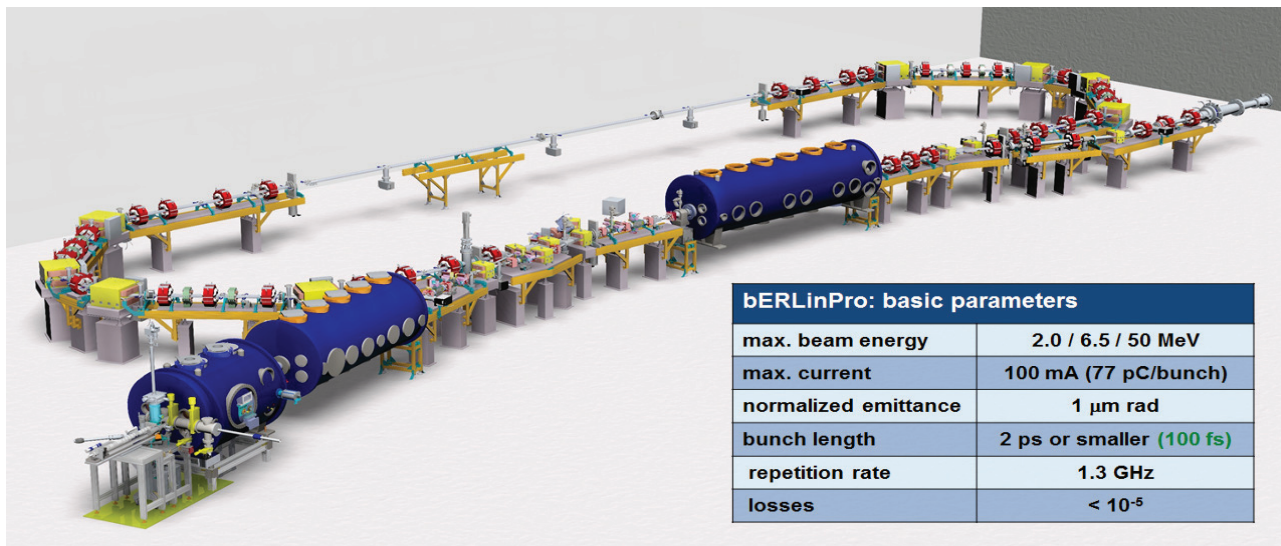 bERLinPro: basic parameters
max. beam energy 2.0 / 6.5 / 50 MeV
max. current 100 mA (77 pC/bunch)
normalized emittance 1 μm rad
bunch length 2 ps or smaller (100 fs)
repetition rate 1.3 GHz
losses < 10⁻⁵